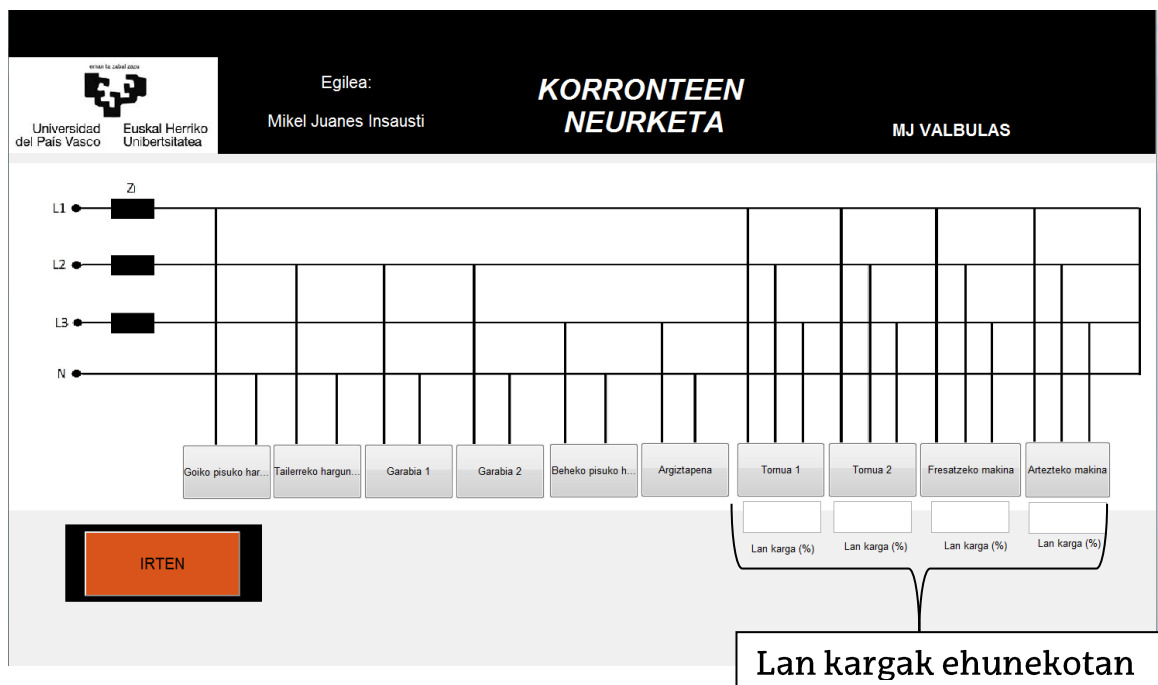 eman ta zabal zazu
Universidad
del País Vasco
Euskal Herriko
Unibertsitatea
Egilea:
Mikel Juanes Insausti
KORRONTEEN
NEURKETA
MJ VALBULAS
Zi
L1
L2
L3
N
Goiko pisuko har...
Tailerreko hargun...
Garabia 1
Garabia 2
Beheko pisuko h...
Argiztapena
Tornua 1
Tornua 2
Fresatzeko makina
Artezteko makina
Lan karga (%)
Lan karga (%)
Lan karga (%)
Lan karga (%)
IRTEN
Lan kargak ehunekotan